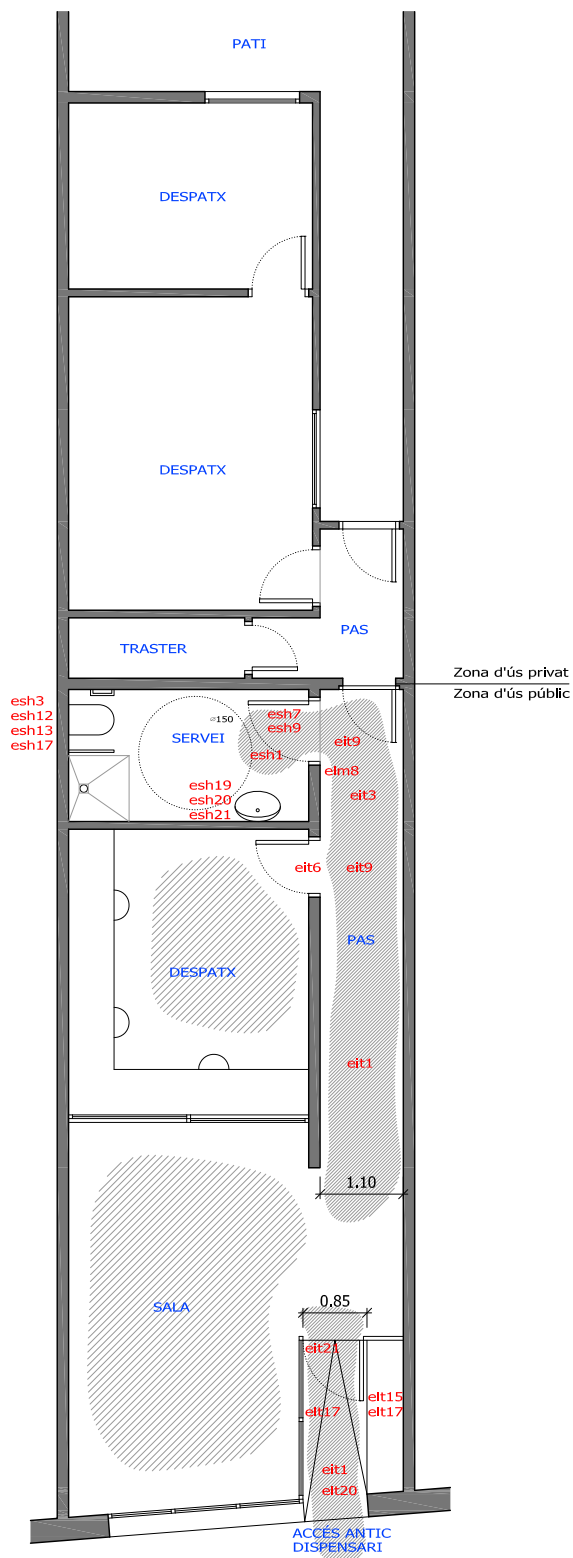 PATI
DESPATX
DESPATX
PAS
TRASTER
Zona d'ús privat
Zona d'ús públic
esh3
esh12
esh13
esh17
esh7
esh9
⌀150
SERVEI
eit9
esh1
elm8
esh19
esh20
esh21
eit3
eit6
eit9
PAS
DESPATX
eit1
1.10
0.85
SALA
eit21
elt15
elt17
elt17
eit1
elt20
ACCÉS ANTIC
DISPENSARI